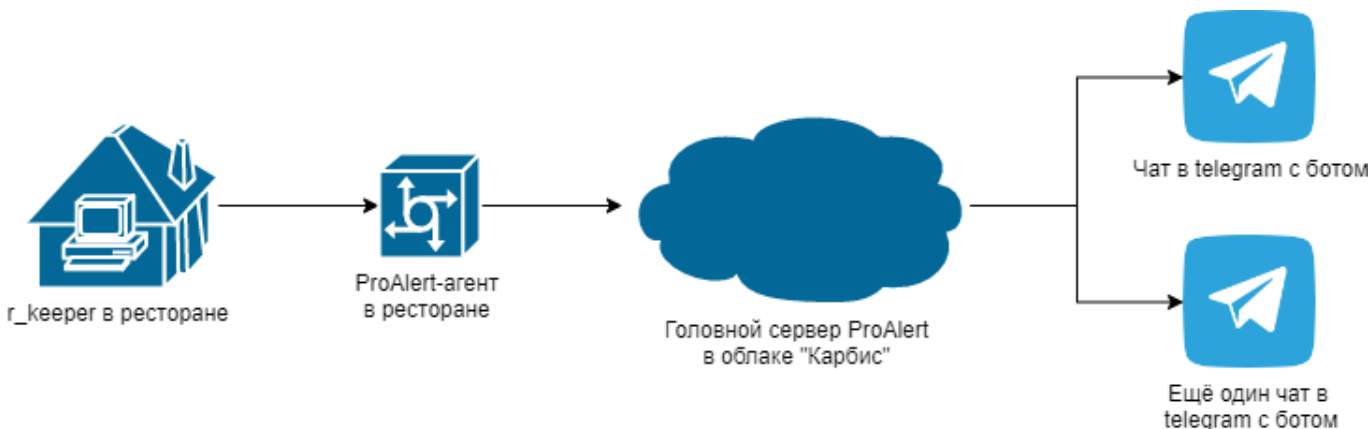 r_keeper в ресторане
ProAlert-агент
в ресторане
Головной сервер ProAlert
в облаке "Карбис"
Чат в telegram с ботом
Ещё один чат в
telegram с ботом